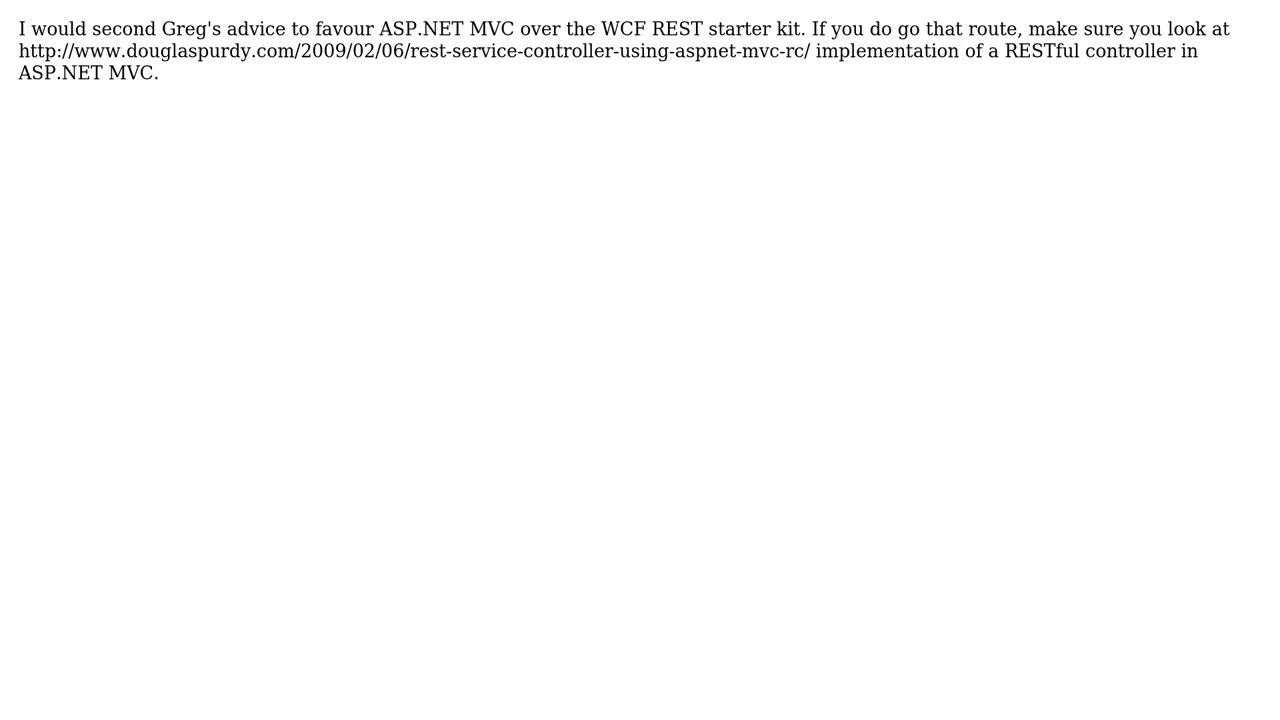 I would second Greg's advice to favour ASP.NET MVC over the WCF REST starter kit. If you do go that route, make sure you look at
http://www.douglaspurdy.com/2009/02/06/rest-service-controller-using-aspnet-mvc-rc/ implementation of a RESTful controller in
ASP.NET MVC.